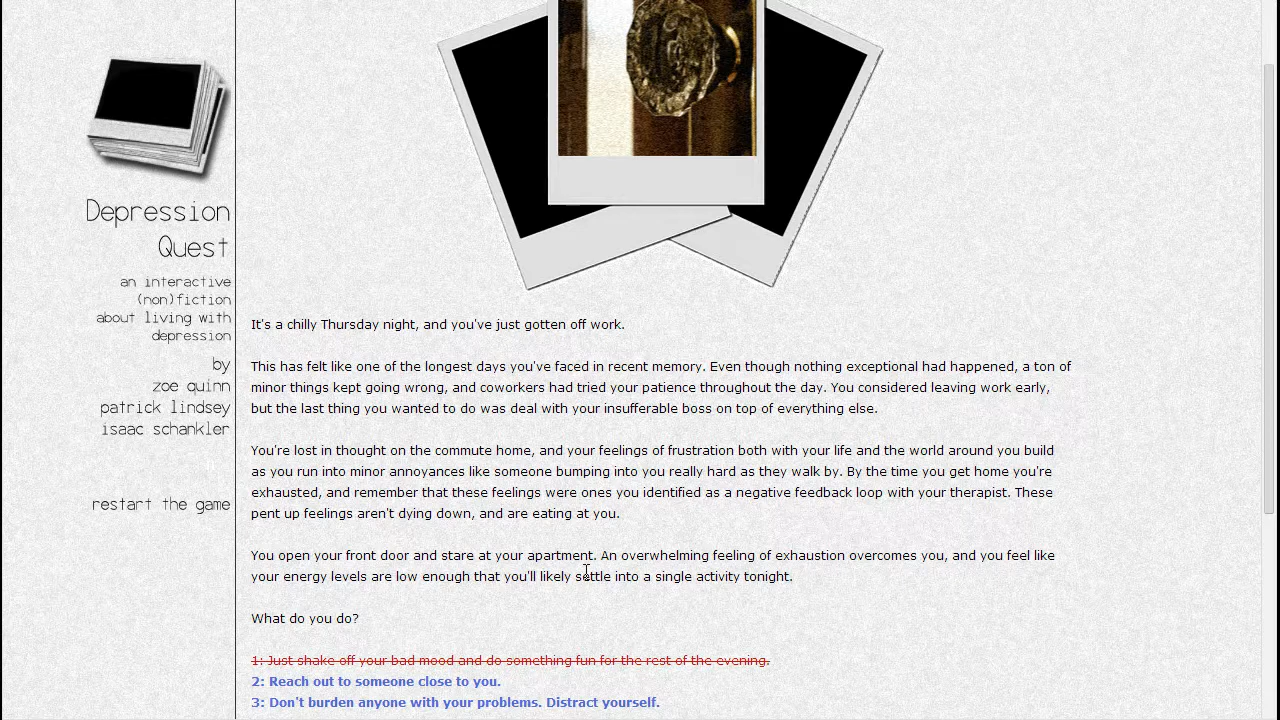 Depression
Quest
an interactive
(non)fiction
about living with
depression
by
zoe quinn
patrick lindsey
isaac schankler
restart the game
It's a chilly Thursday night, and you've just gotten off work.
This has felt like one of the longest days you've faced in recent memory. Even though nothing exceptional had happened, a ton of
minor things kept going wrong, and coworkers had tried your patience throughout the day. You considered leaving work early,
but the last thing you wanted to do was deal with your insufferable boss on top of everything else.
You're lost in thought on the commute home, and your feelings of frustration both with your life and the world around you build
as you run into minor annoyances like someone bumping into you really hard as they walk by. By the time you get home you're
exhausted, and remember that these feelings were ones you identified as a negative feedback loop with your therapist. These
pent up feelings aren't dying down, and are eating at you.
You open your front door and stare at your apartment. An overwhelming feeling of exhaustion overcomes you, and you feel like
your energy levels are low enough that you'll likely settle into a single activity tonight.
What do you do?
1: Just shake off your bad mood and do something fun for the rest of the evening.
2: Reach out to someone close to you.
3: Don't burden anyone with your problems. Distract yourself.